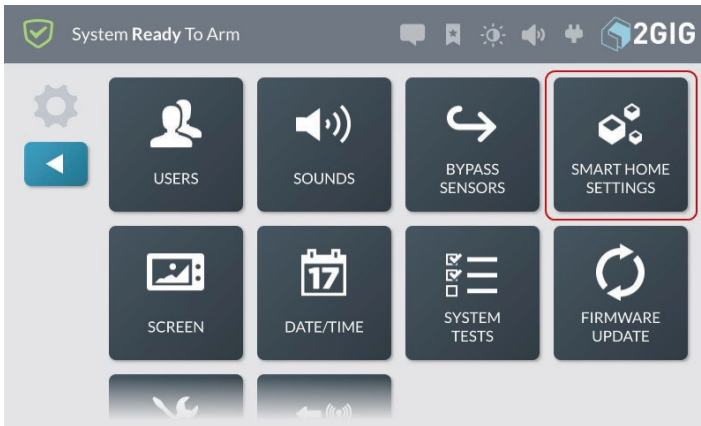 System Ready To Arm
2GIG
USERS
SOUNDS
BYPASS
SENSORS
SMART HOME
SETTINGS
SCREEN
17
DATE/TIME
SYSTEM
TESTS
FIRMWARE
UPDATE